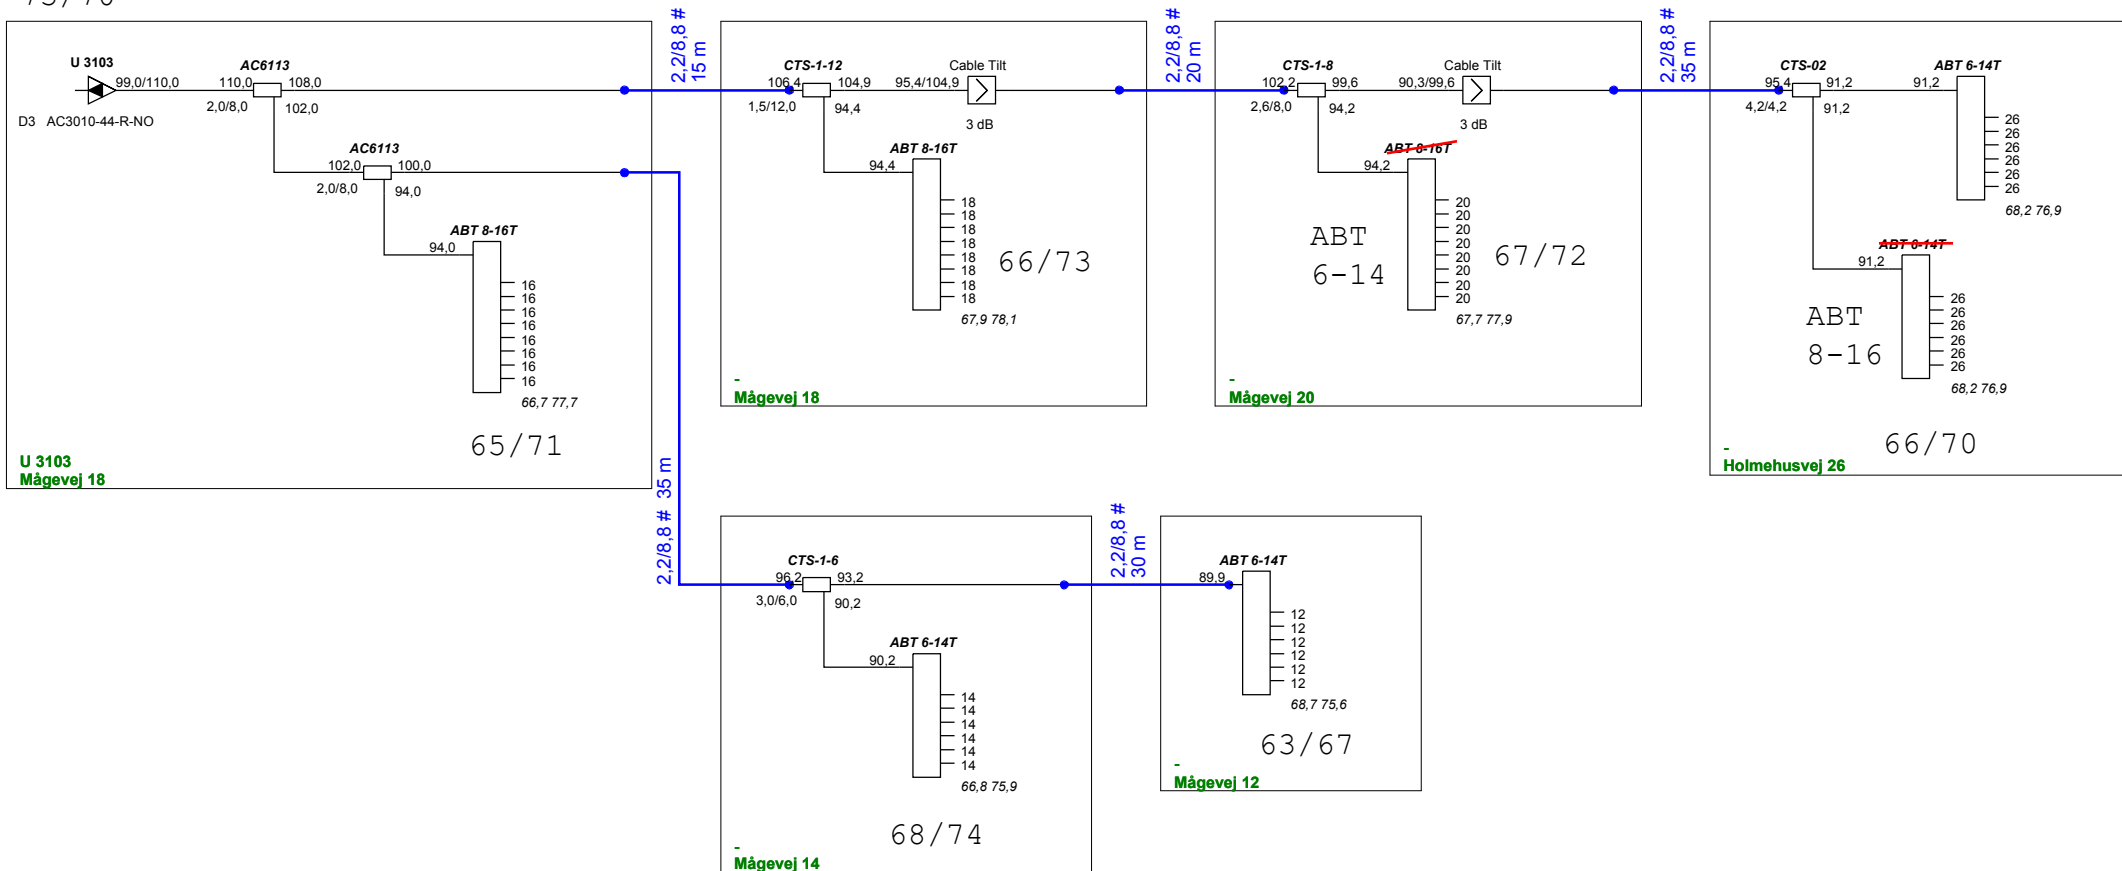 U 3103
99,0/110,0
D3 AC3010-44-R-NO
AC6113
110,0 108,0
2,0/8,0 102,0
AC6113
102,0 100,0
2,0/8,0 94,0
ABT 8-16T
94,0
16
16
16
16
16
16
16
16
66,7 77,7
65/71
U 3103
Mågevej 18
2,2/8,8 #
15 m
CTS-1-12
106,4 104,9
1,5/12,0 94,4
95,4/104,9
Cable Tilt
3 dB
ABT 8-16T
94,4
18
18
18
18
18
18
18
18
67,9 78,1
66/73
-
Mågevej 18
2,2/8,8 #
20 m
CTS-1-8
102,2 99,6
2,6/8,0 94,2
90,3/99,6
Cable Tilt
3 dB
ABT 8-16T
94,2
20
20
20
20
20
20
20
20
67,7 77,9
ABT
6-14
67/72
-
Mågevej 20
2,2/8,8 #
35 m
CTS-02
95,4 91,2
4,2/4,2 91,2
ABT 6-14T
91,2
26
26
26
26
26
26
68,2 76,9
ABT 6-14T
91,2
26
26
26
26
26
26
68,2 76,9
ABT
8-16
66/70
-
Holmehusvej 26
2,2/8,8 # 35 m
CTS-1-6
96,2 93,2
3,0/6,0 90,2
ABT 6-14T
90,2
14
14
14
14
14
14
66,8 75,9
68/74
-
Mågevej 14
2,2/8,8 #
30 m
ABT 6-14T
89,9
12
12
12
12
12
12
68,7 75,6
63/67
-
Mågevej 12